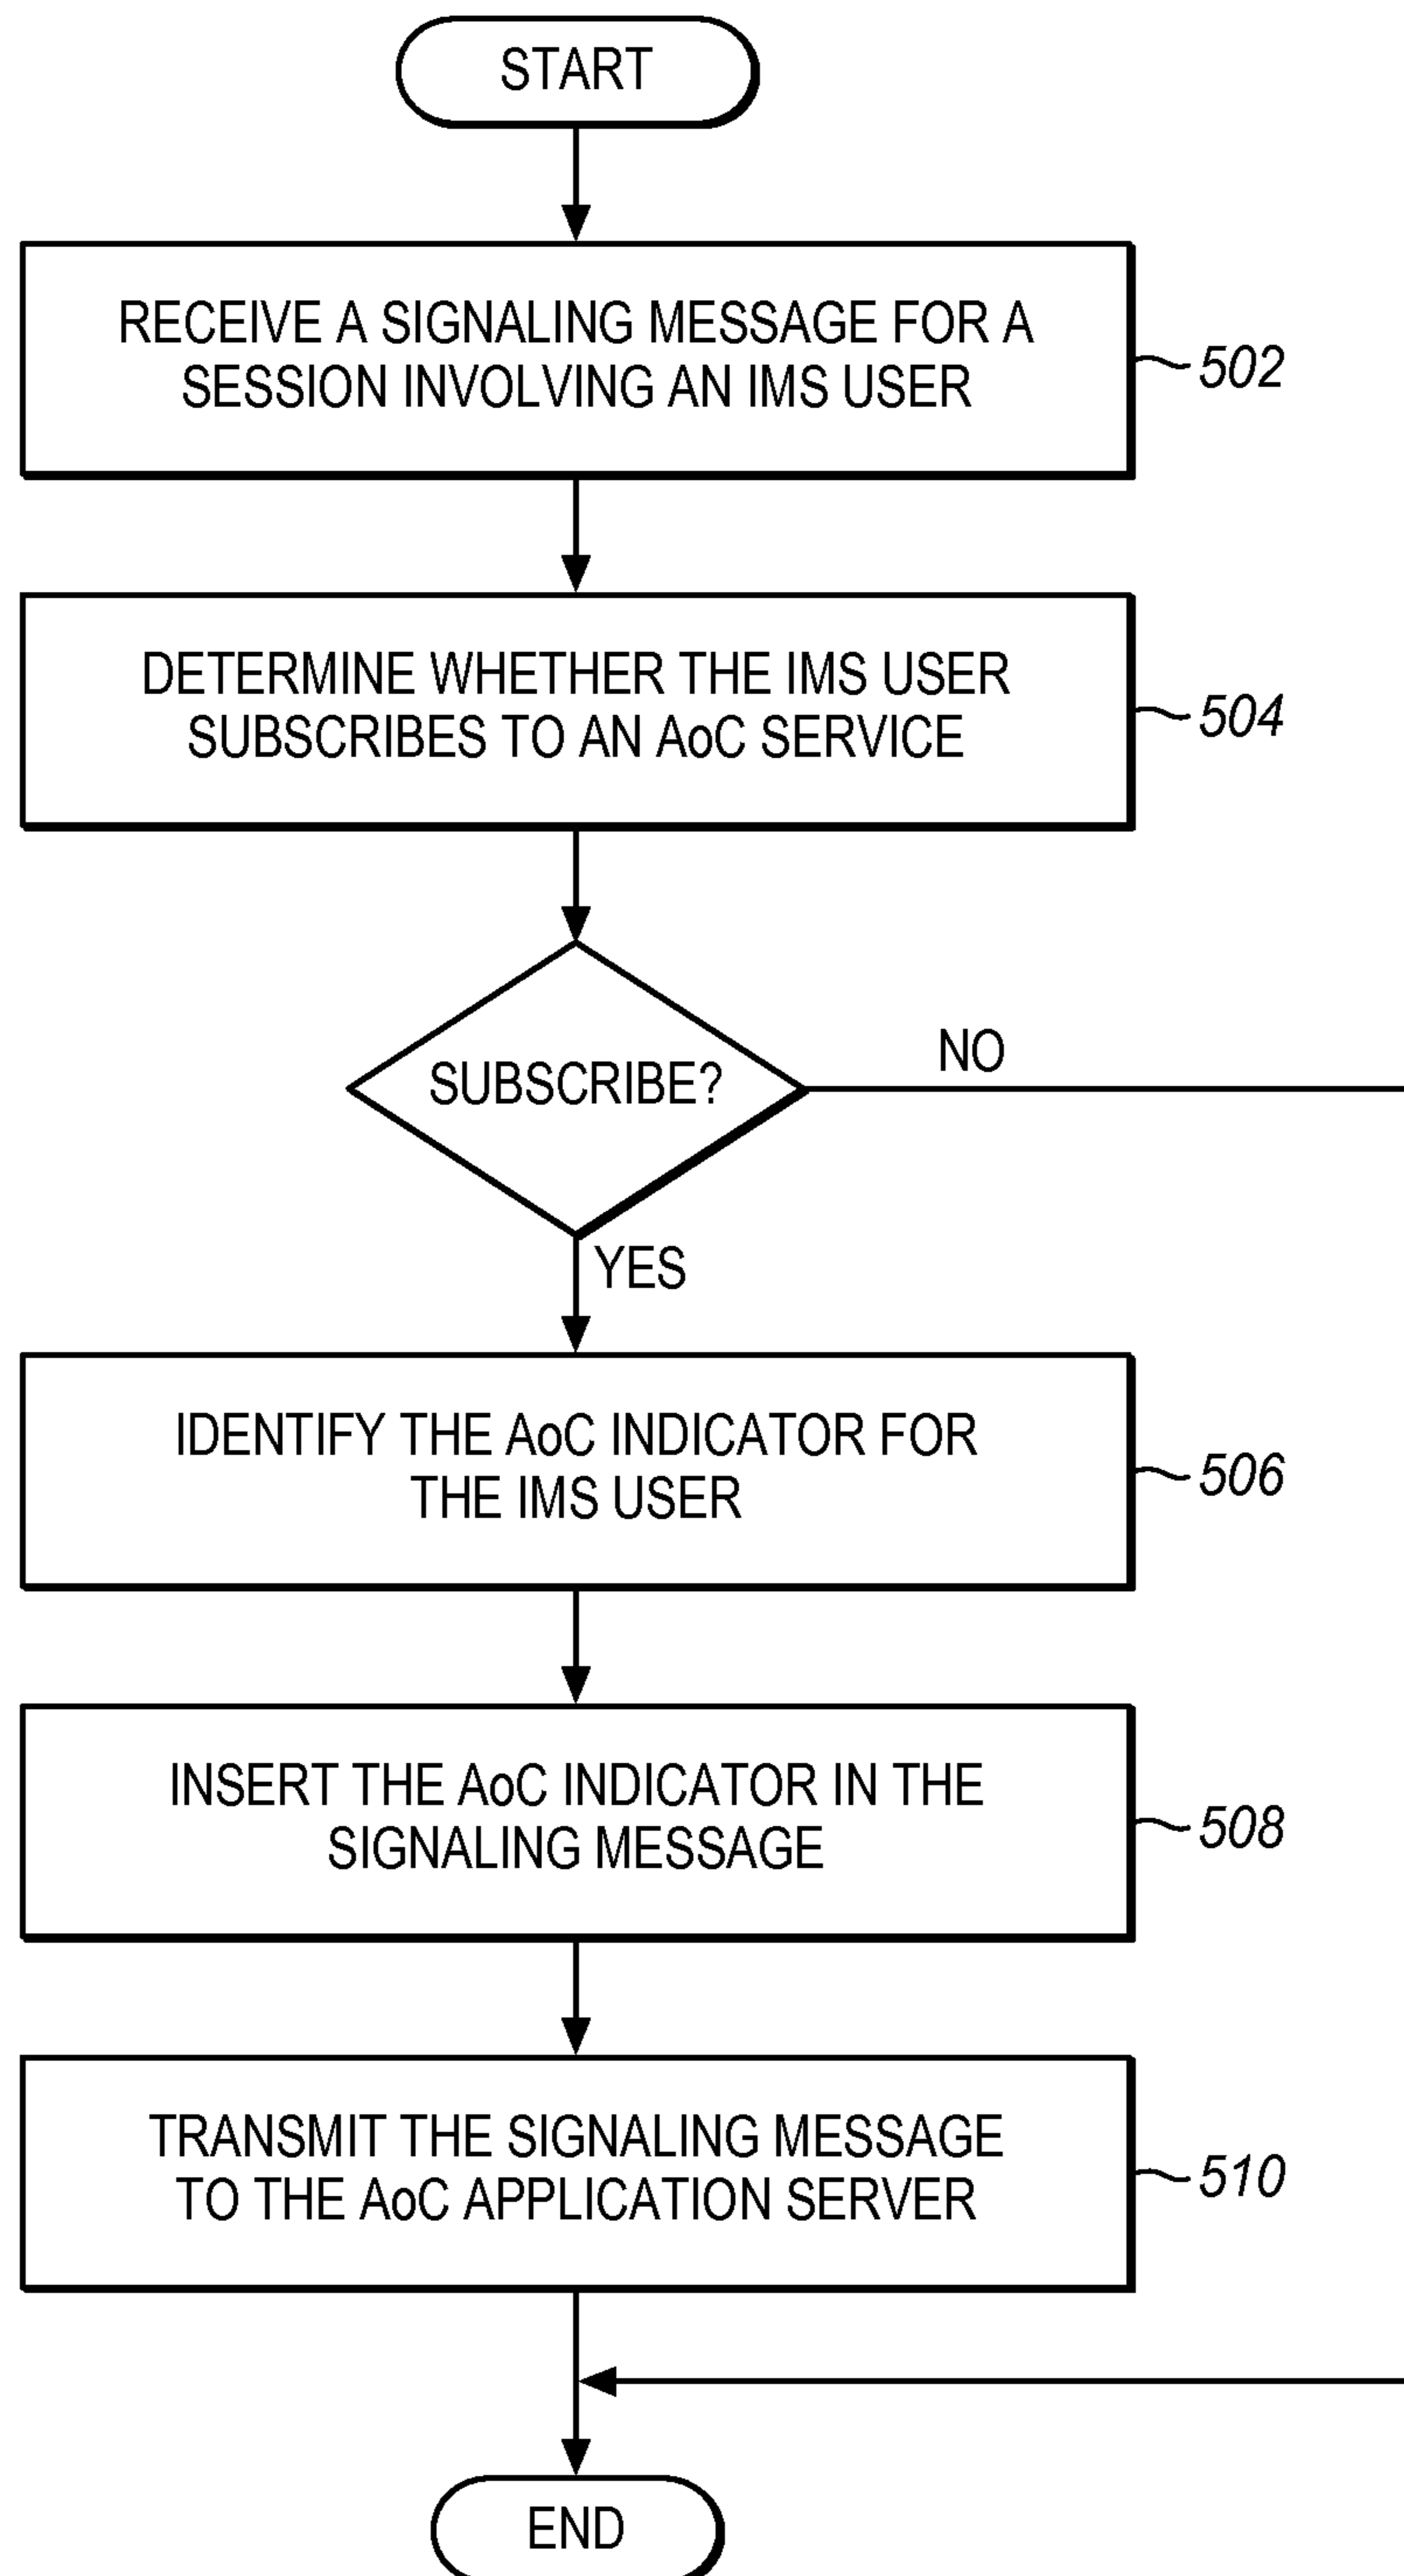 START
RECEIVE A SIGNALING MESSAGE FOR A
SESSION INVOLVING AN IMS USER
502
DETERMINE WHETHER THE IMS USER
SUBSCRIBES TO AN AoC SERVICE
504
SUBSCRIBE?
NO
YES
IDENTIFY THE AoC INDICATOR FOR
THE IMS USER
506
INSERT THE AoC INDICATOR IN THE
SIGNALING MESSAGE
508
TRANSMIT THE SIGNALING MESSAGE
TO THE AoC APPLICATION SERVER
510
END